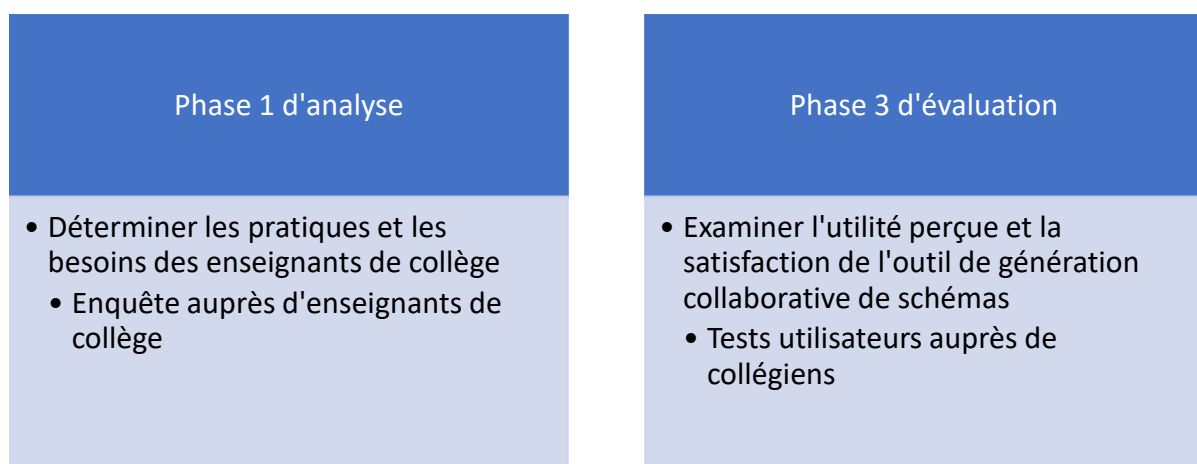 Phase 1 d'analyse
• Déterminer les pratiques et les
besoins des enseignants de collège
• Enquête auprès d'enseignants de
collège
Phase 3 d'évaluation
• Examiner l'utilité perçue et la
satisfaction de l'outil de génération
collaborative de schémas
• Tests utilisateurs auprès de
collégiens